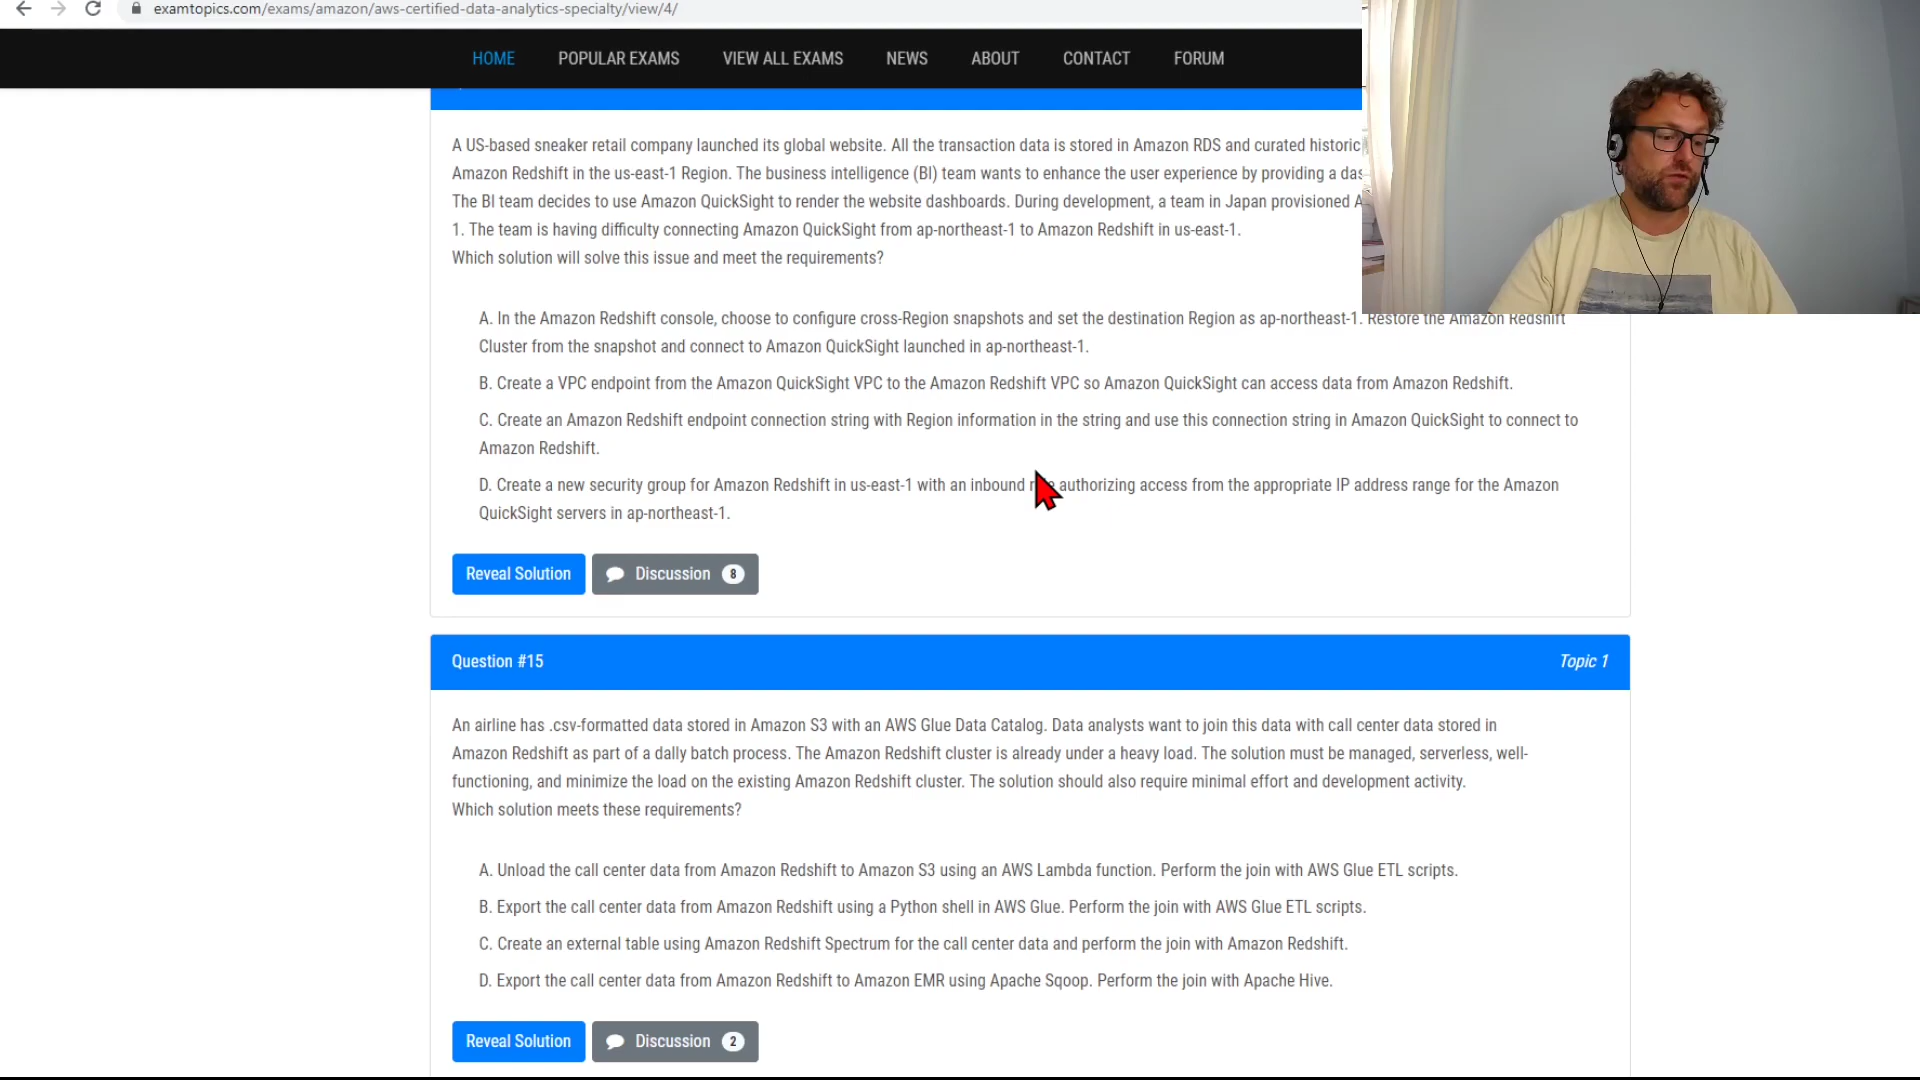 examtopics.com/exams/amazon/aws-certified-data-analytics-specialty/view/4/
HOME POPULAR EXAMS VIEW ALL EXAMS NEWS ABOUT CONTACT FORUM
A US-based sneaker retail company launched its global website. All the transaction data is stored in Amazon RDS and curated historic
Amazon Redshift in the us-east-1 Region. The business intelligence (BI) team wants to enhance the user experience by providing a
The BI team decides to use Amazon QuickSight to render the website dashboards. During development, a team in Japan provisioned
1. The team is having difficulty connecting Amazon QuickSight from ap-northeast-1 to Amazon Redshift in us-east-1.
Which solution will solve this issue and meet the requirements?
A. In the Amazon Redshift console, choose to configure cross-Region snapshots and set the destination Region as ap-northeast-1. Restore the Amazon Redshift
Cluster from the snapshot and connect to Amazon QuickSight launched in ap-northeast-1.
B. Create a VPC endpoint from the Amazon QuickSight VPC to the Amazon Redshift VPC so Amazon QuickSight can access data from Amazon Redshift.
C. Create an Amazon Redshift endpoint connection string with Region information in the string and use this connection string in Amazon QuickSight to connect to
Amazon Redshift.
D. Create a new security group for Amazon Redshift in us-east-1 with an inbound authorizing access from the appropriate IP address range for the Amazon
QuickSight servers in ap-northeast-1.
Reveal Solution Discussion 8
Question #15 Topic 1
An airline has .csv-formatted data stored in Amazon S3 with an AWS Glue Data Catalog. Data analysts want to join this data with call center data stored in
Amazon Redshift as part of a dally batch process. The Amazon Redshift cluster is already under a heavy load. The solution must be managed, serverless, well-
functioning, and minimize the load on the existing Amazon Redshift cluster. The solution should also require minimal effort and development activity.
Which solution meets these requirements?
A. Unload the call center data from Amazon Redshift to Amazon S3 using an AWS Lambda function. Perform the join with AWS Glue ETL scripts.
B. Export the call center data from Amazon Redshift using a Python shell in AWS Glue. Perform the join with AWS Glue ETL scripts.
C. Create an external table using Amazon Redshift Spectrum for the call center data and perform the join with Amazon Redshift.
D. Export the call center data from Amazon Redshift to Amazon EMR using Apache Sqoop. Perform the join with Apache Hive.
Reveal Solution Discussion 2